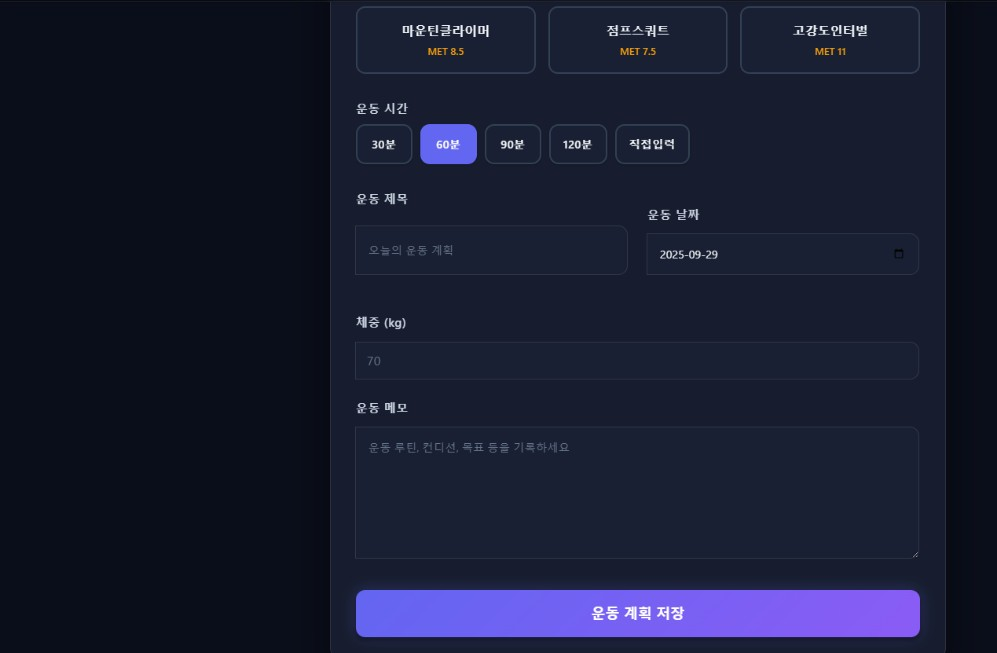 마운틴클라이머
MET 8.5
점프스쿼트
MET 7.5
고강도인터벌
MET 11
운동 시간
30분
60분
90분
120분
직접입력
운동 제목
오늘의 운동 계획
운동 날짜
2025-09-29
체중 (kg)
70
운동 메모
운동 루틴, 컨디션, 목표 등을 기록하세요
운동 계획 저장